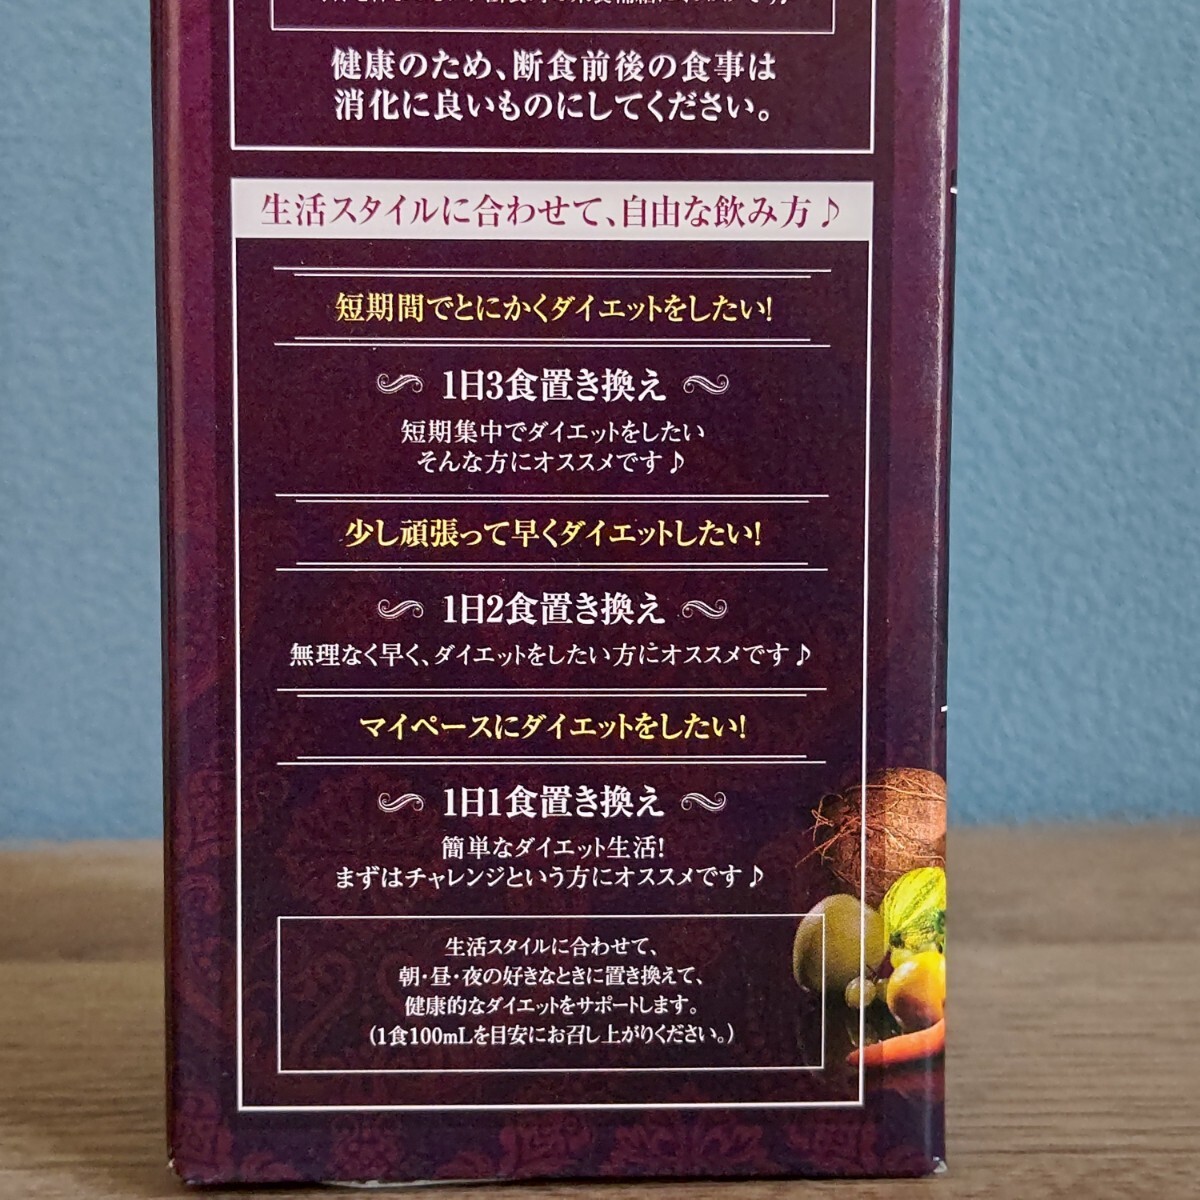 健康のため、断食前後の食事は
消化に良いものにしてください。
生活スタイルに合わせて、自由な飲み方♪
短期間でとにかくダイエットをしたい!
1日3食置き換え
短期集中でダイエットをしたい
そんな方にオススメです♪
少し頑張って早くダイエットしたい!
1日2食置き換え
無理なく早く、ダイエットをしたい方にオススメです♪
マイペースにダイエットをしたい!
1日1食置き換え
簡単なダイエット生活!
まずはチャレンジという方にオススメです♪
生活スタイルに合わせて、
朝・昼・夜の好きなときに置き換えて、
健康的なダイエットをサポートします。
(1食100mLを目安にお召し上がりください。)